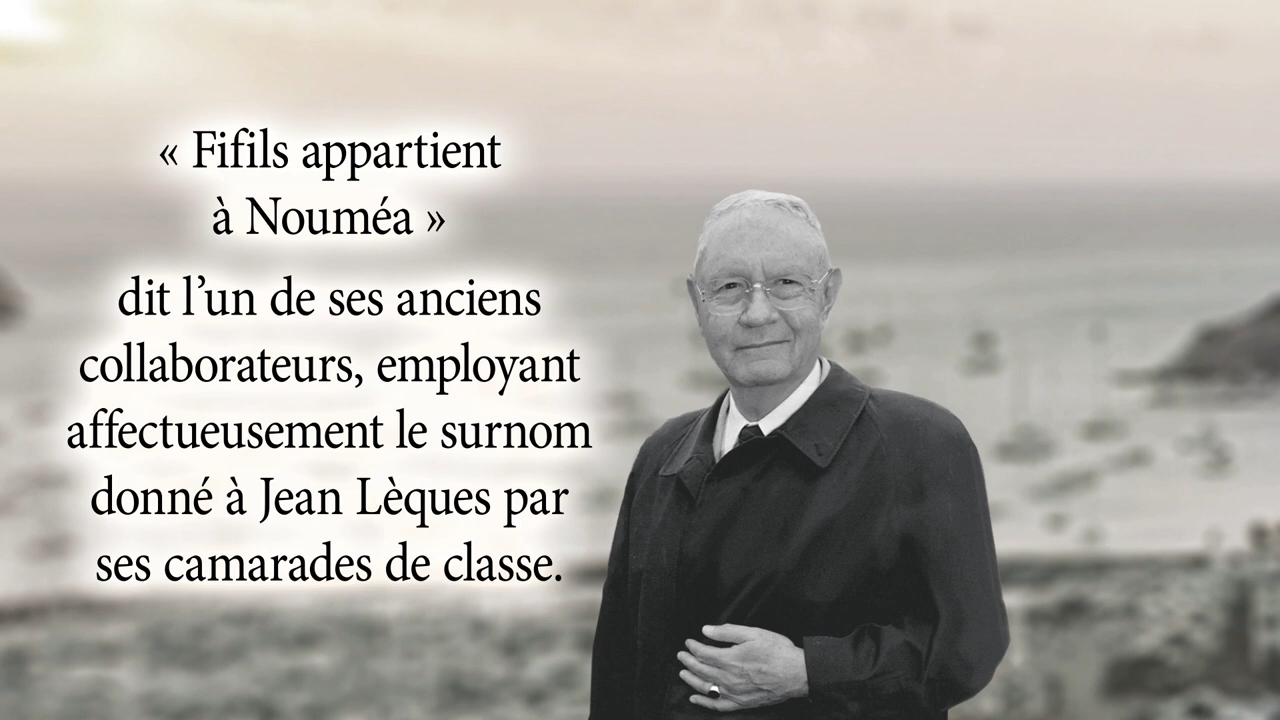 « Fifils appartient
à Nouméa »
dit l’un de ses anciens
collaborateurs, employant
affectueusement le surnom
donné à Jean Lèques par
ses camarades de classe.